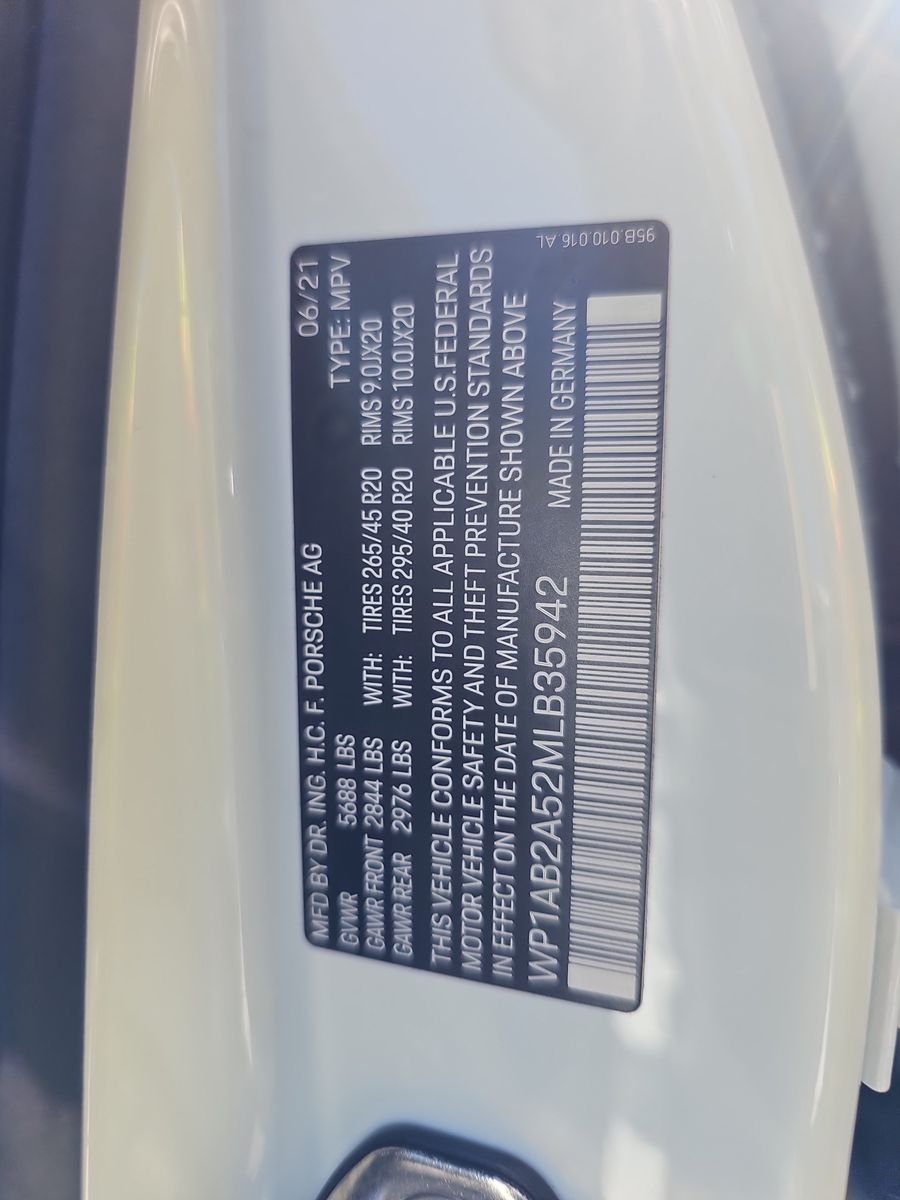 MFD BY DR. ING. H.C. F. PORSCHE AG 06/21
GVWR 5688 LBS TYPE: MPV
GAWR FRONT 2844 LBS WITH: TIRES 265/45 R20 RIMS 9.0JX20
GAWR REAR 2976 LBS WITH: TIRES 295/40 R20 RIMS 10.0JX20
THIS VEHICLE CONFORMS TO ALL APPLICABLE U.S.FEDERAL
MOTOR VEHICLE SAFETY AND THEFT PREVENTION STANDARDS
IN EFFECT ON THE DATE OF MANUFACTURE SHOWN ABOVE
WP1AB2A52MLB35942 MADE IN GERMANY
95B.010.016 AL